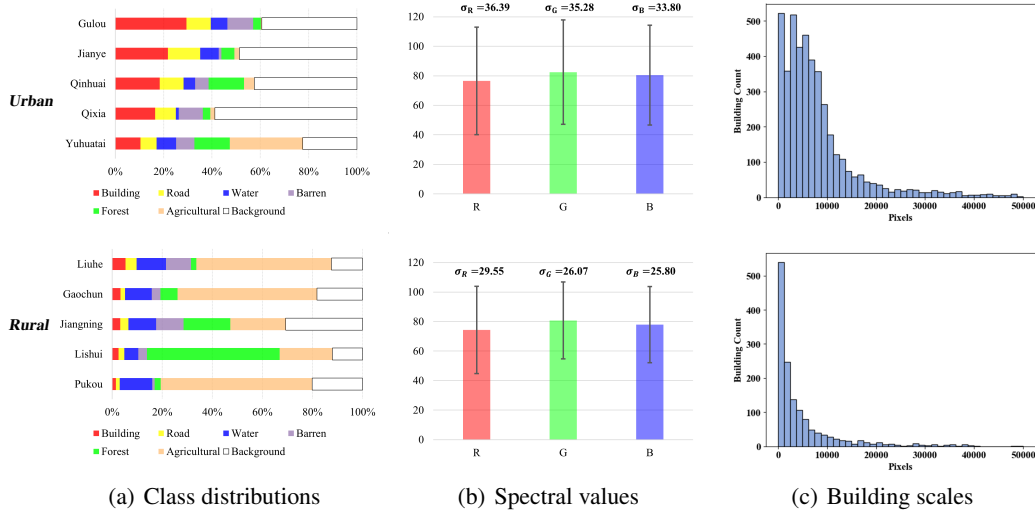 Urban
Gulou
Jianye
Qinhuai
Qixia
Yuhuatai
0% 20% 40% 60% 80% 100%
Building Road Water Barren
Forest Agricultural Background
σR=36.39 σG=35.28 σB=33.80
120
100
80
60
40
20
0
R G B
Building Count
500
400
300
200
100
0
0 10000 20000 30000 40000 50000
Pixels
Rural
Liuhe
Gaochun
Jiangning
Lishui
Pukou
0% 20% 40% 60% 80% 100%
Building Road Water Barren
Forest Agricultural Background
σR=29.55 σG=26.07 σB=25.80
120
100
80
60
40
20
0
R G B
Building Count
500
400
300
200
100
0
0 10000 20000 30000 40000 50000
Pixels
(a) Class distributions
(b) Spectral values
(c) Building scales